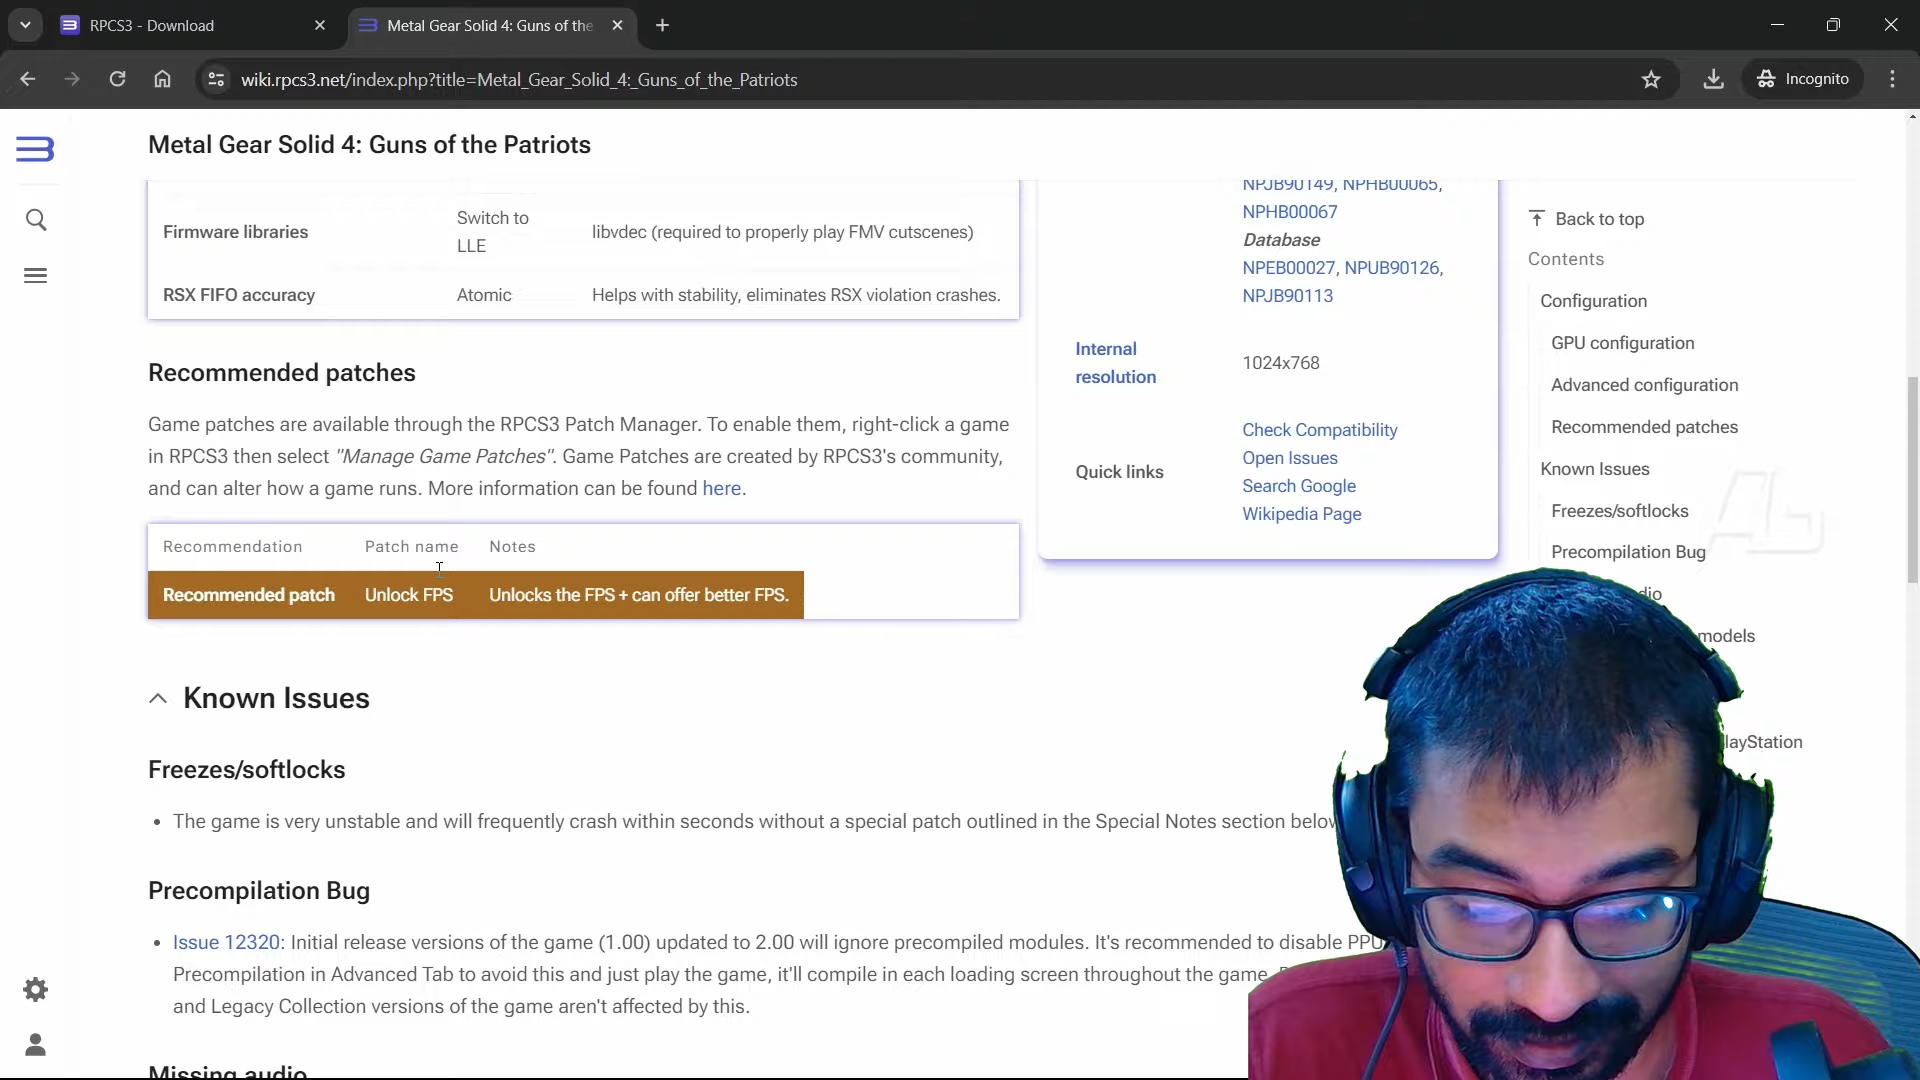 RPCS3 - Download
Metal Gear Solid 4: Guns of the
wiki.rpcs3.net/index.php?title=Metal_Gear_Solid_4:_Guns_of_the_Patriots
Incognito
Metal Gear Solid 4: Guns of the Patriots
Firmware libraries
Switch to
LLE
libvdec (required to properly play FMV cutscenes)
RSX FIFO accuracy
Atomic
Helps with stability, eliminates RSX violation crashes.
Recommended patches
Game patches are available through the RPCS3 Patch Manager. To enable them, right-click a game
in RPCS3 then select "Manage Game Patches". Game Patches are created by RPCS3's community,
and can alter how a game runs. More information can be found here.
Recommendation
Patch name
Notes
Recommended patch
Unlock FPS
Unlocks the FPS + can offer better FPS.
Known Issues
Freezes/softlocks
• The game is very unstable and will frequently crash within seconds without a special patch outlined in the Special Notes section below
Precompilation Bug
• Issue 12320: Initial release versions of the game (1.00) updated to 2.00 will ignore precompiled modules. It's recommended to disable PPU
Precompilation in Advanced Tab to avoid this and just play the game, it'll compile in each loading screen throughout the game.
and Legacy Collection versions of the game aren't affected by this.
Missing audio
NPJB90149, NPHB00065,
NPHB00067
Database
NPEB00027, NPUB90126,
NPJB90113
Internal
resolution
1024x768
Quick links
Check Compatibility
Open Issues
Search Google
Wikipedia Page
Back to top
Contents
Configuration
GPU configuration
Advanced configuration
Recommended patches
Known Issues
Freezes/softlocks
Precompilation Bug
dio
models
layStation